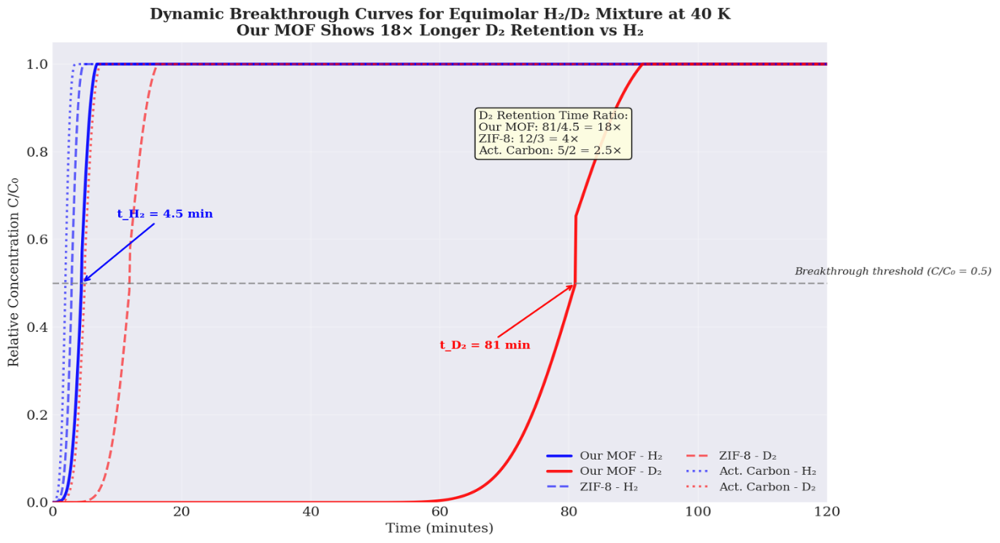 Dynamic Breakthrough Curves for Equimolar H₂/D₂ Mixture at 40 K
Our MOF Shows 18× Longer D₂ Retention vs H₂
Relative Concentration C/C₀
1.0
0.8
0.6
0.4
0.2
0.0
D₂ Retention Time Ratio:
Our MOF: 81/4.5 = 18×
ZIF-8: 12/3 = 4×
Act. Carbon: 5/2 = 2.5×
t_H₂ = 4.5 min
Breakthrough threshold (C/C₀ = 0.5)
t_D₂ = 81 min
Our MOF - H₂
Our MOF - D₂
ZIF-8 - H₂
ZIF-8 - D₂
Act. Carbon - H₂
Act. Carbon - D₂
0
20
40
60
80
100
120
Time (minutes)